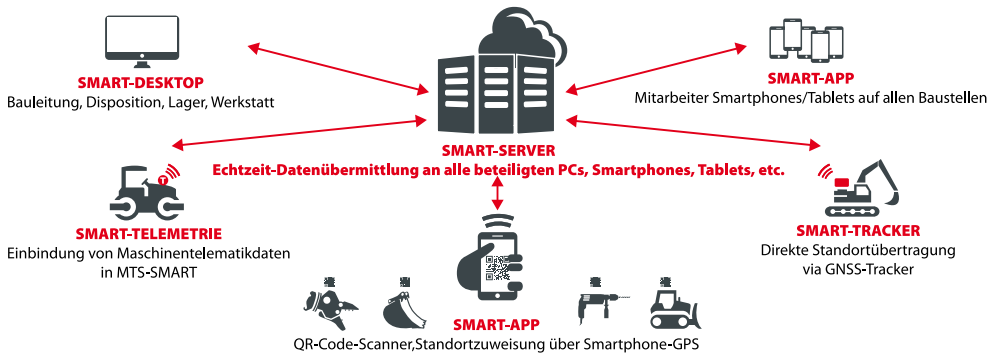 SMART-DESKTOP
Bauleitung, Disposition, Lager, Werkstatt
SMART-APP
Mitarbeiter Smartphones/Tablets auf allen Baustellen
SMART-SERVER
Echtzeit-Datenübermittlung an alle beteiligten PCs, Smartphones, Tablets, etc.
T
SMART-TELEMETRIE
Einbindung von Maschinentelematikdaten
in MTS-SMART
SMART-TRACKER
Direkte Standortübertragung
via GNSS-Tracker
SMART-APP
QR-Code-Scanner,Standortzuweisung über Smartphone-GPS